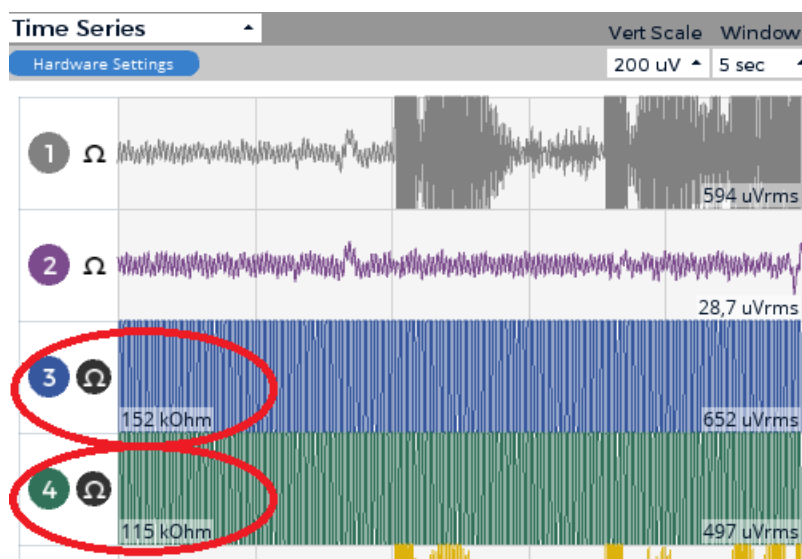 Time Series
Vert Scale Window
Hardware Settings
200 uV 5 sec
1 Ω
594 uVrms
2 Ω
28,7 uVrms
3 Ω
152 kOhm 652 uVrms
4 Ω
115 kOhm 497 uVrms